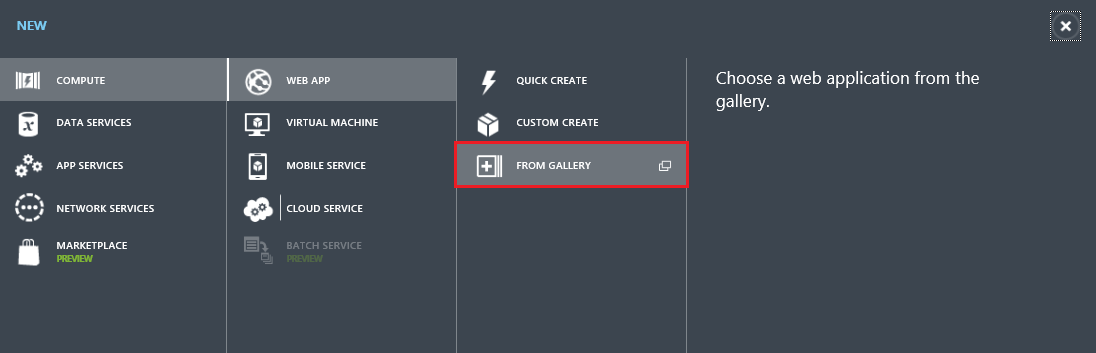 NEW
COMPUTE
DATA SERVICES
APP SERVICES
NETWORK SERVICES
MARKETPLACE
PREVIEW
WEB APP
VIRTUAL MACHINE
MOBILE SERVICE
CLOUD SERVICE
BATCH SERVICE
PREVIEW
QUICK CREATE
CUSTOM CREATE
FROM GALLERY
Choose a web application from the
gallery.